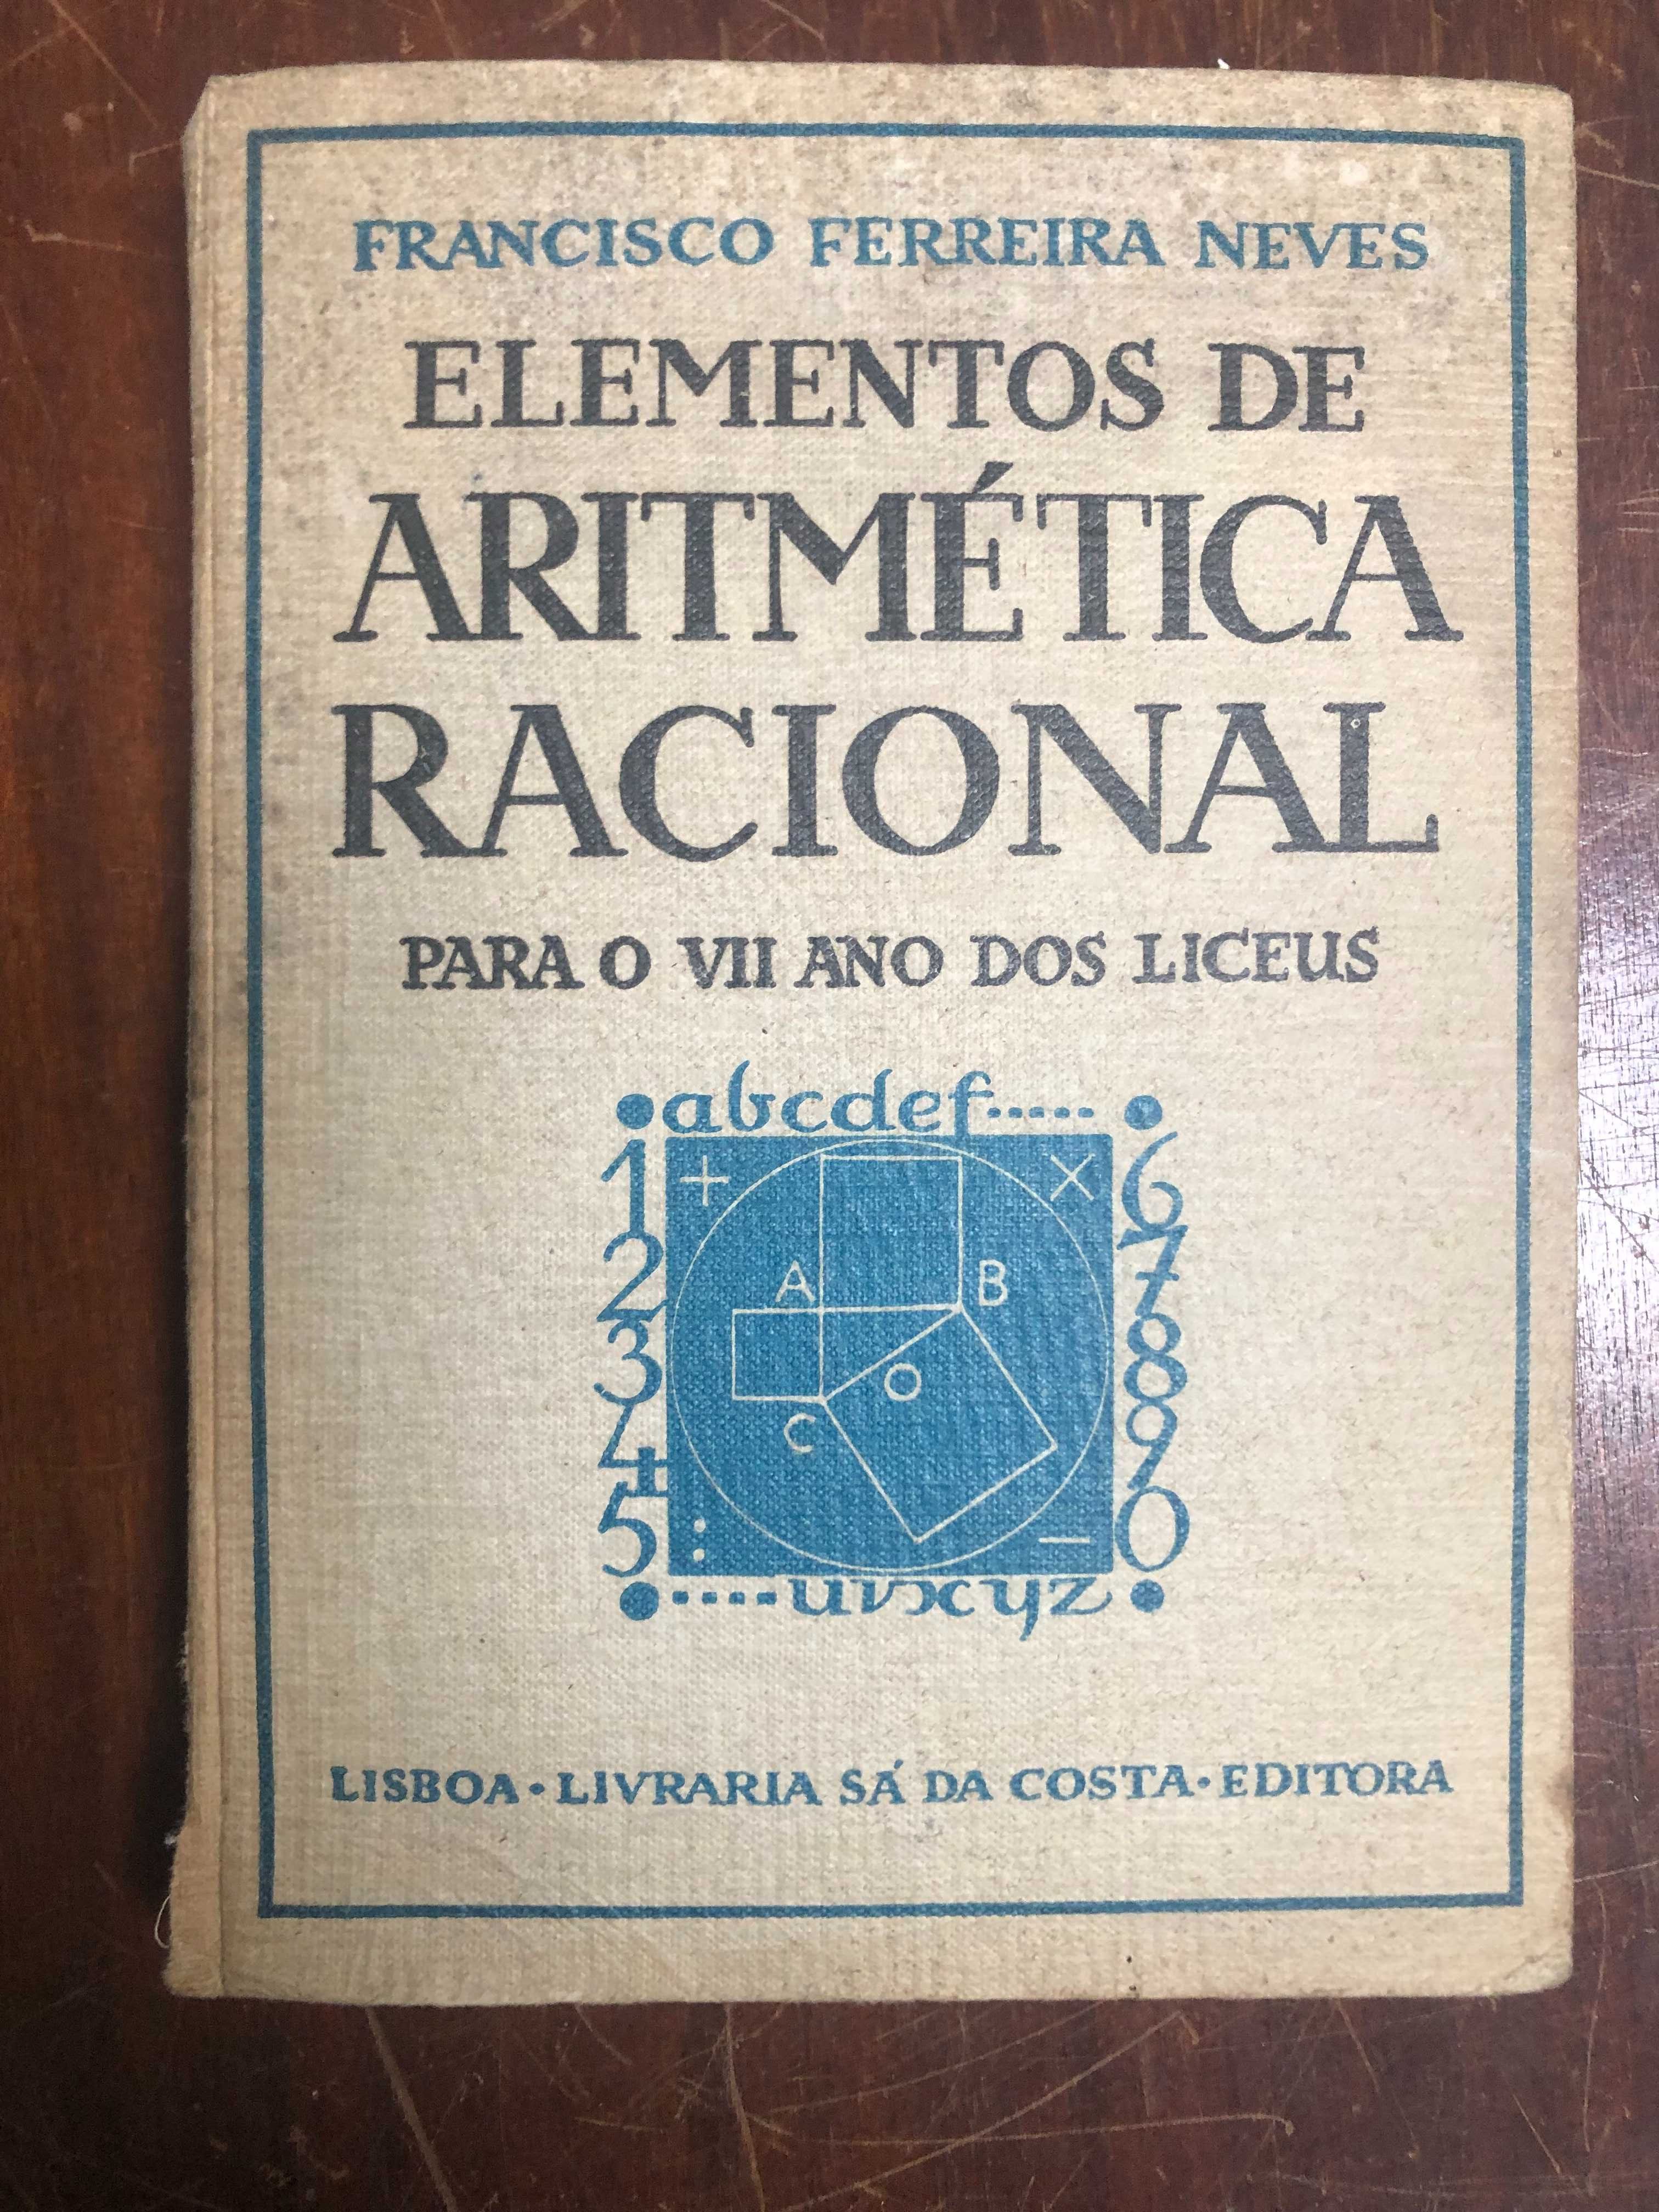 FRANCISCO FERREIRA NEVES
ELEMENTOS DE
ARITMÉTICA
RACIONAL
PARA O VII ANO DOS LICEUS
•abcdef.....•
1
2
3
4
5
+ ×
A B
O
C
: −
6
7
8
8
9
0
•....uvxyz•
LISBOA•LIVRARIA SÁ DA COSTA•EDITORA